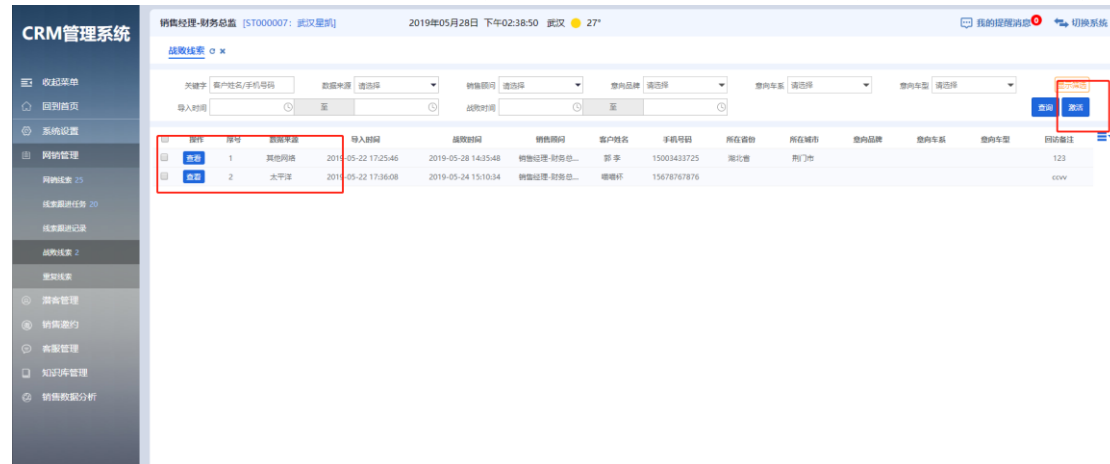 CRM管理系统
销售经理-财务总监 [ST000007: 武汉星凯] 2019年05月28日 下午02:38:50 武汉 27° 我的提醒消息 0 切换系统
战败线索
收起菜单
回到首页
系统设置
网销管理
网销线索 25
线索跟进任务 20
线索跟进记录
战败线索 2
重复线索
潜客管理
销售邀约
客服管理
知识库管理
销售数据分析
关键字 客户姓名/手机号码 数据来源 请选择 销售顾问 请选择 意向品牌 请选择 意向车系 请选择 意向车型 请选择
导入时间 至 战败时间 至 查询 激活
操作 序号 数据来源 导入时间 战败时间 销售顾问 客户姓名 手机号码 所在省份 所在城市 意向品牌 意向车系 意向车型 回访备注
查看 1 其他网络 2019-05-22 17:25:46 2019-05-28 14:35:48 销售经理-财务总... 郭 李 15003433725 湖北省 荆门市 123
查看 2 太平洋 2019-05-22 17:36:08 2019-05-24 15:10:34 销售经理-财务总... 15678767876